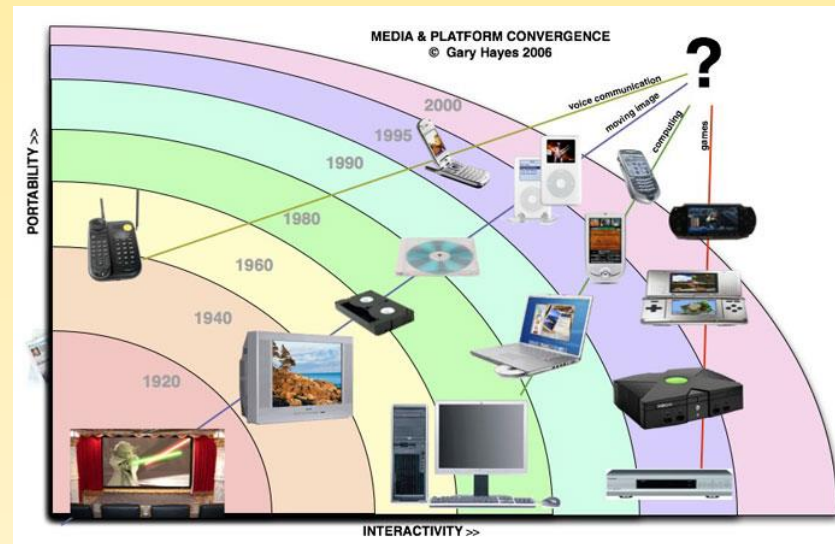 MEDIA & PLATFORM CONVERGENCE
© Gary Hayes 2006
?
voice communication
moving image
computing
games
2000
1995
1990
1980
1960
1940
1920
PORTABILITY >>
INTERACTIVITY >>